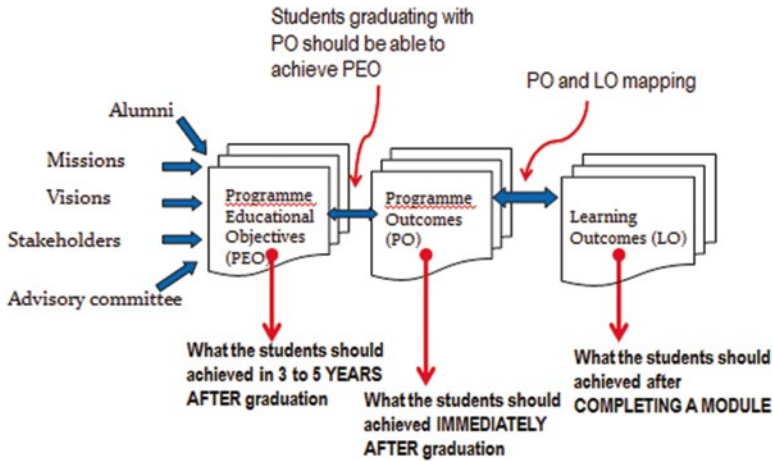 Students graduating with
PO should be able to
achieve PEO
PO and LO mapping
Alumni
Missions
Visions
Stakeholders
Advisory committee
Programme
Educational
Objectives
(PEO)
Programme
Outcomes
(PO)
Learning
Outcomes (LO)
What the students should
achieved in 3 to 5 YEARS
AFTER graduation
What the students should
achieved IMMEDIATELY
AFTER graduation
What the students should
achieved after
COMPLETING A MODULE